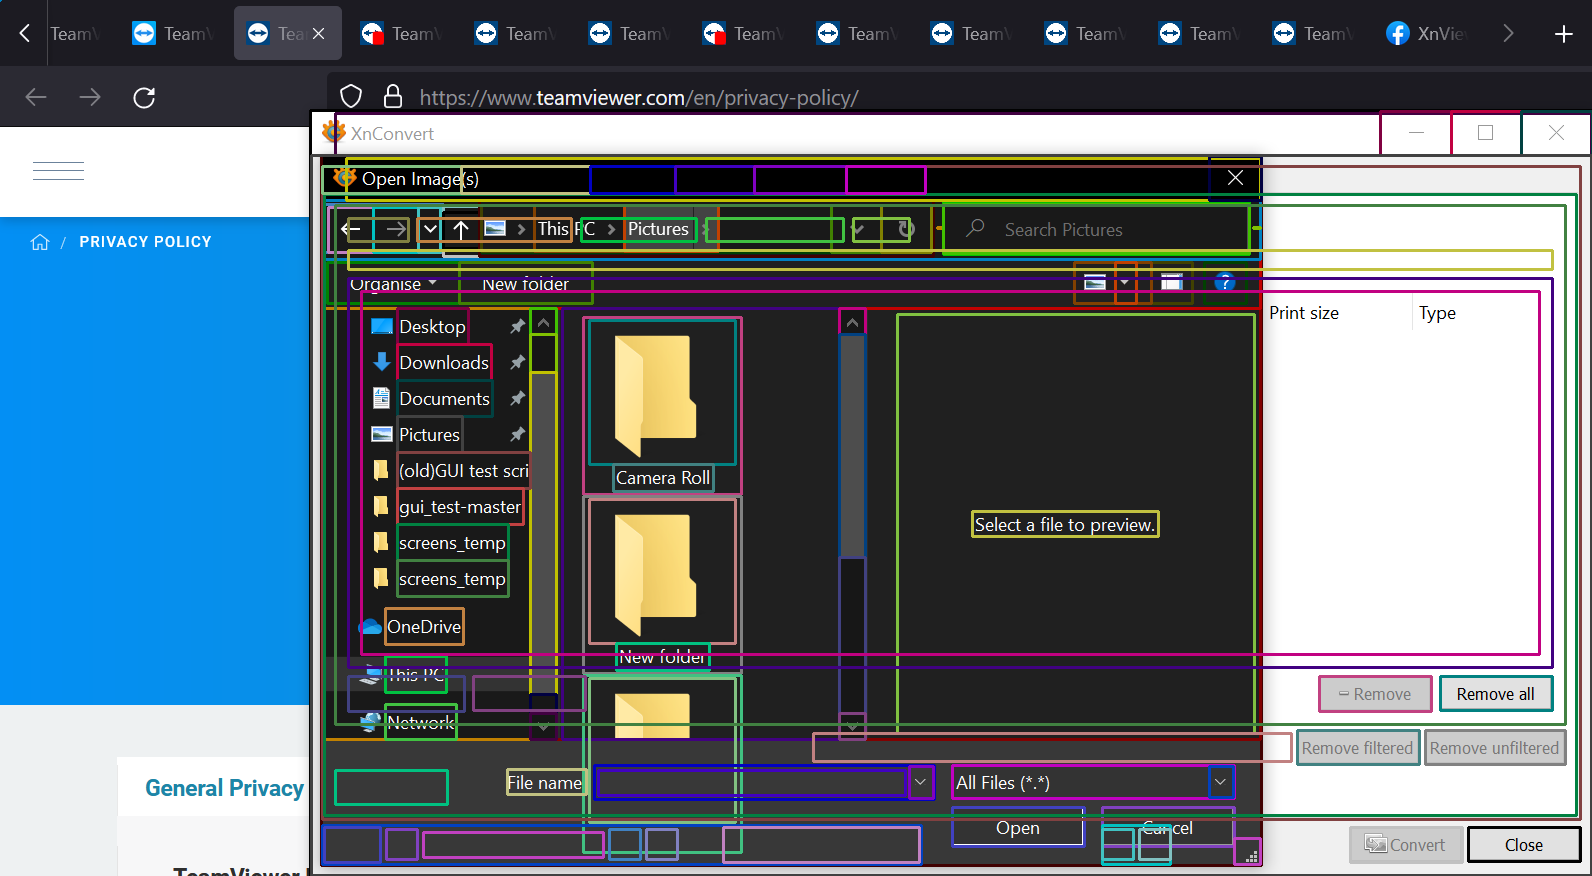 TeamV
TeamV
Tea
TeamV
TeamV
TeamV
TeamV
TeamV
TeamV
TeamV
TeamV
TeamV
XnVie
https://www.teamviewer.com/en/privacy-policy/
XnConvert
Open Image(s)
This PC
Pictures
Search Pictures
/ PRIVACY POLICY
Organise
New folder
Desktop
Downloads
Documents
Pictures
(old)GUI test scri
gui_test-master
screens_temp
screens_temp
OneDrive
This PC
Network
Camera Roll
New folder
Select a file to preview.
Print size
Type
Remove
Remove all
Remove filtered
Remove unfiltered
General Privacy
File name
All Files (*.*)
Open
Cancel
Convert
Close